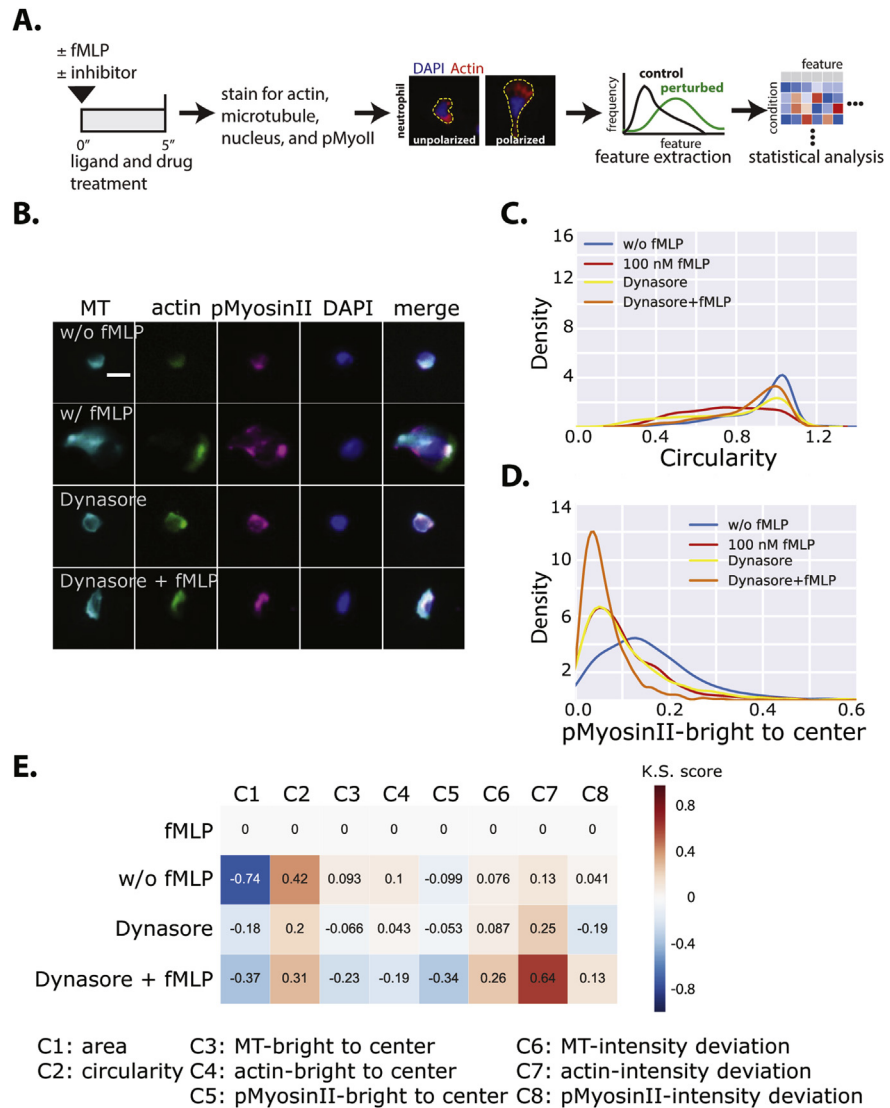 A.
± fMLP
± inhibitor
0” 5”
ligand and drug
treatment
stain for actin,
microtubule,
nucleus, and pMyoII
DAPI Actin
neutrophil
unpolarized polarized
control
perturbed
frequency
feature
feature extraction
feature
condition
statistical analysis
B.
MT actin pMyosinII DAPI merge
w/o fMLP
w/ fMLP
Dynasore
Dynasore + fMLP
C.
16
12
8
4
Density
w/o fMLP
100 nM fMLP
Dynasore
Dynasore+fMLP
0.0 0.4 0.8 1.2
Circularity
D.
14
10
6
2
Density
w/o fMLP
100 nM fMLP
Dynasore
Dynasore+fMLP
0.0 0.2 0.4 0.6
pMyosinII-bright to center
E.
C1 C2 C3 C4 C5 C6 C7 C8
fMLP 0 0 0 0 0 0 0 0
w/o fMLP -0.74 0.42 0.093 0.1 -0.099 0.076 0.13 0.041
Dynasore -0.18 0.2 -0.066 0.043 -0.053 0.087 0.25 -0.19
Dynasore + fMLP -0.37 0.31 -0.23 -0.19 -0.34 0.26 0.64 0.13
K.S. score
0.8
0.4
0
-0.4
-0.8
C1: area C3: MT-bright to center C6: MT-intensity deviation
C2: circularity C4: actin-bright to center C7: actin-intensity deviation
C5: pMyosinII-bright to center C8: pMyosinII-intensity deviation